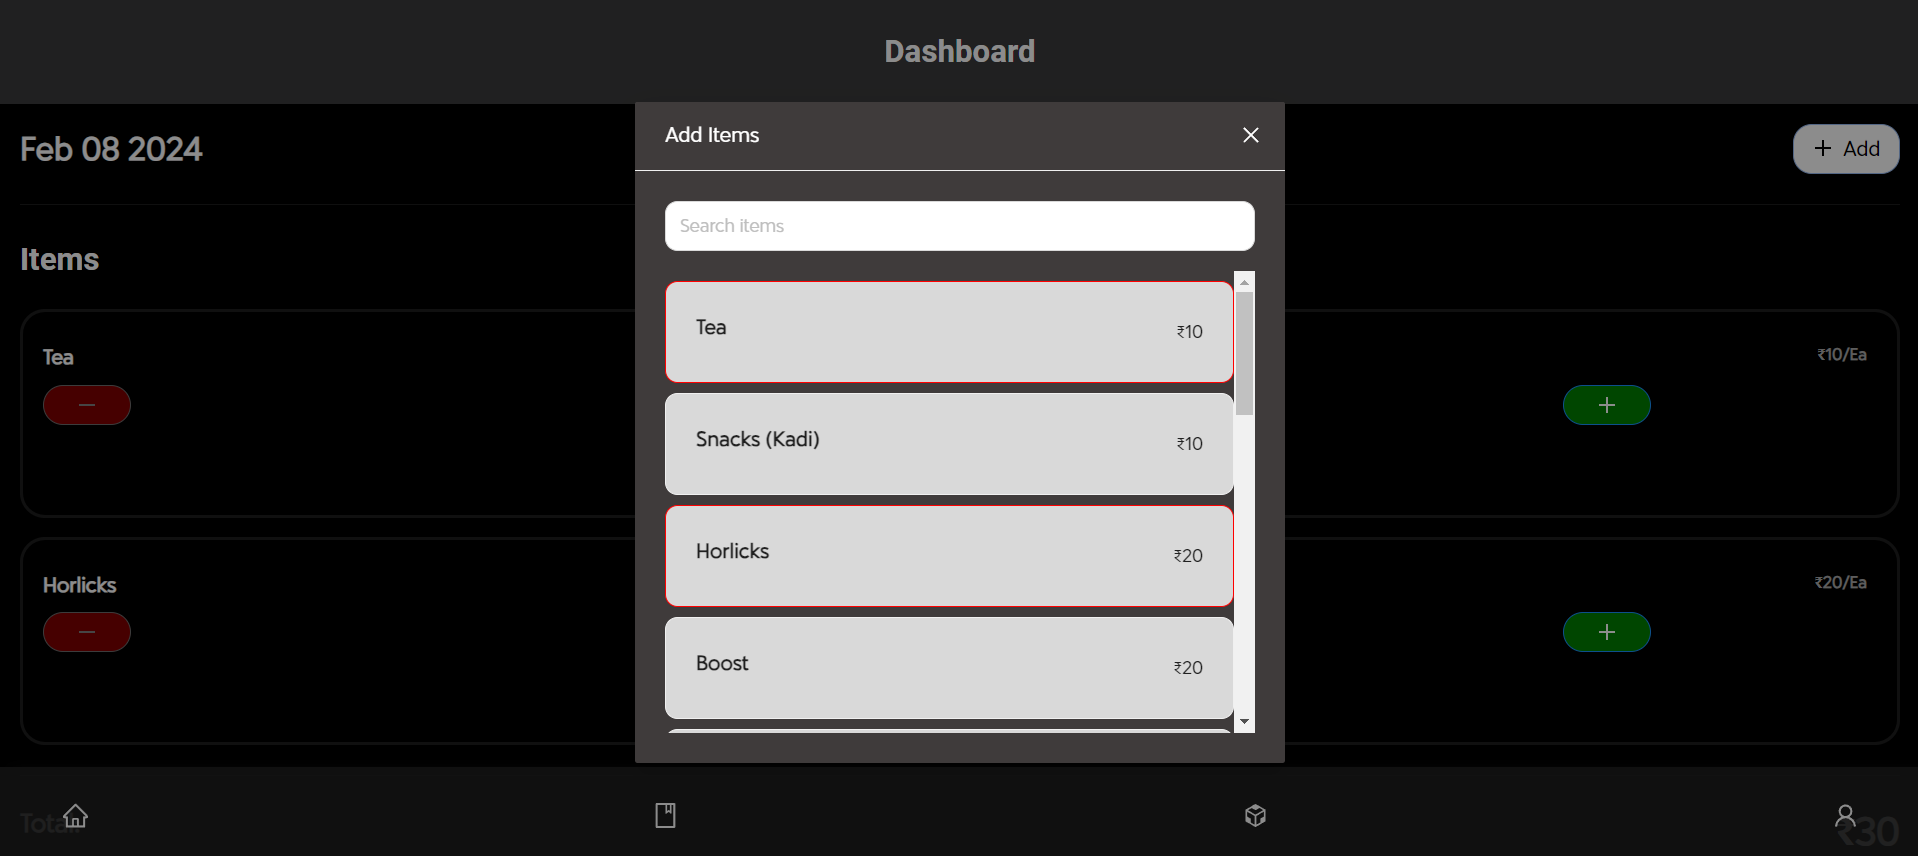 Dashboard
Feb 08 2024
Add
Items
Tea
₹10/Ea
Horlicks
₹20/Ea
Add Items
Search items
Tea
₹10
Snacks (Kadi)
₹10
Horlicks
₹20
Boost
₹20
Total
₹30